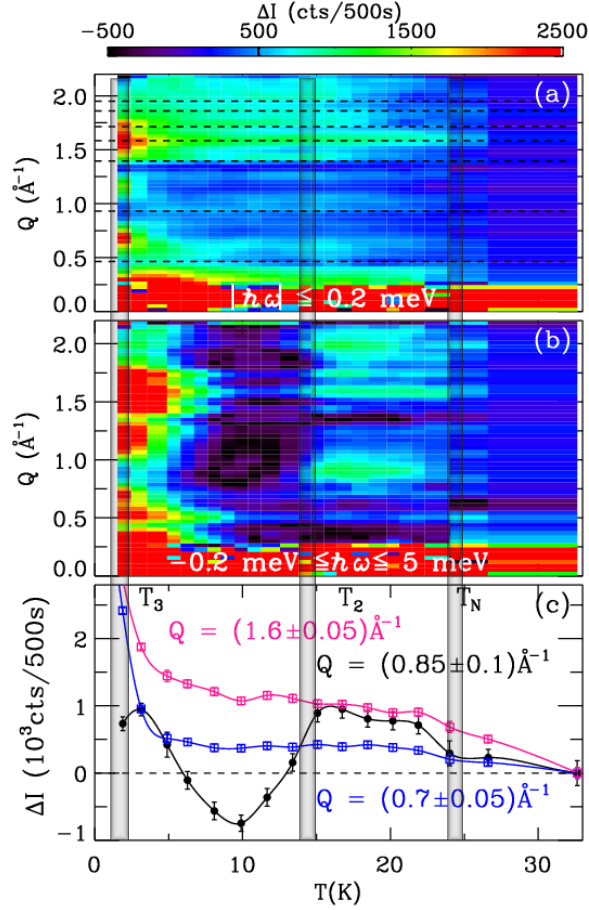 ΔI (cts/500s)
−500 500 1500 2500
(a)
2.0
1.5
1.0
0.5
0.0
Q (Å⁻¹)
|ℏω| ≦ 0.2 meV
(b)
2.0
1.5
1.0
0.5
0.0
Q (Å⁻¹)
−0.2 meV ≦ℏω≦ 5 meV
T₃ T₂ T_N (c)
Q = (1.6±0.05)Å⁻¹
Q = (0.85±0.1)Å⁻¹
Q = (0.7±0.05)Å⁻¹
2
1
0
−1
ΔI (10³cts/500s)
0 10 20 30
T(K)